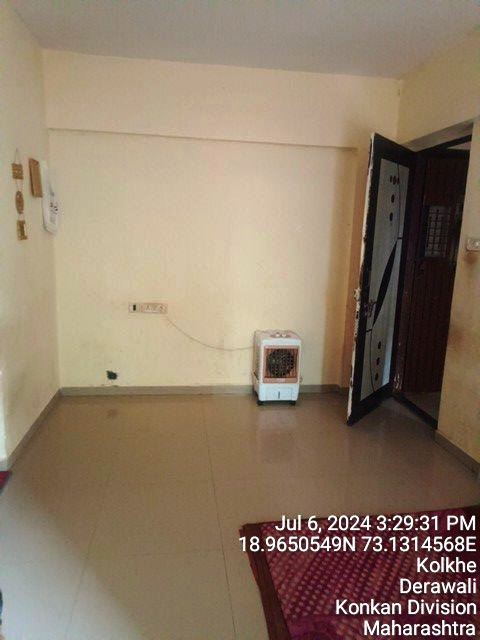 Jul 6, 2024 3:29:31 PM
18.9650549N 73.1314568E
Kolkhe
Derawali
Konkan Division
Maharashtra